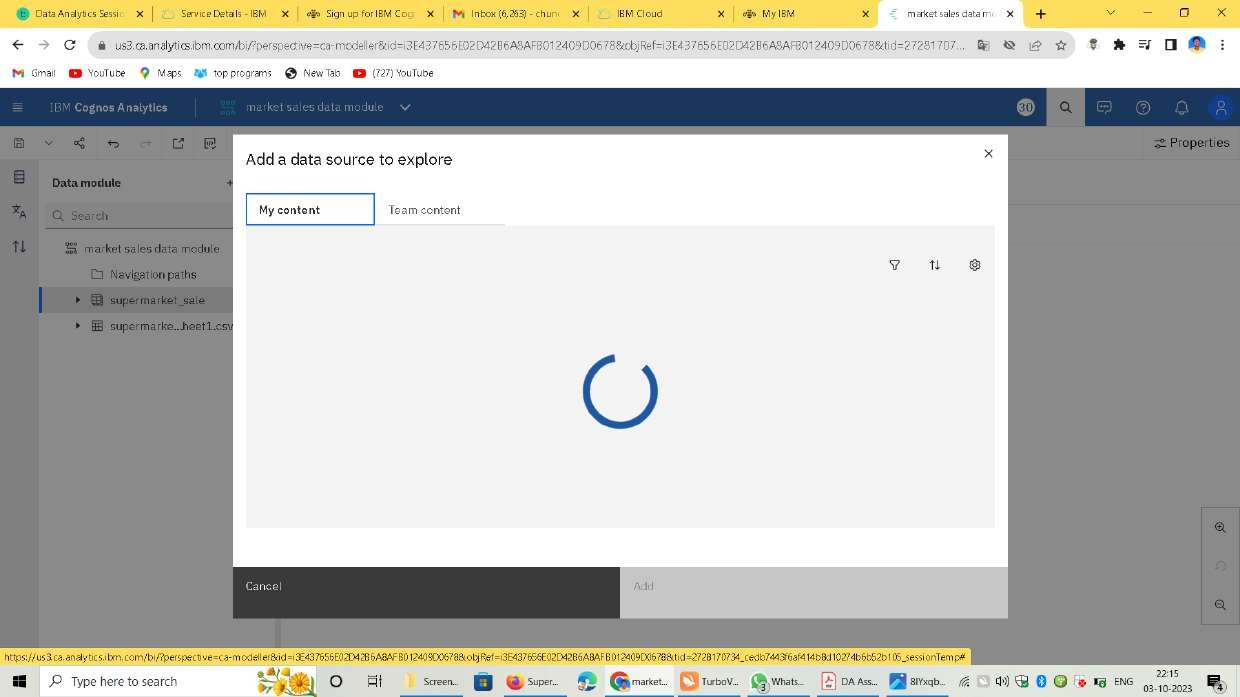 Data Analytics Sessic
Service Details - IBM
Sign up for IBM Cog
Inbox (6,263) - chun
IBM Cloud
My IBM
market sales data mo
us3.ca.analytics.ibm.com/bi/?perspective=ca-modeller&id=i3E437656E02D42B6A8AFB012409D0678&objRef=i3E437656E02D42B6A8AFB012409D0678&tid=27281707...
Gmail YouTube Maps top programs New Tab (727) YouTube
IBM Cognos Analytics market sales data module 30
Properties
Add a data source to explore
Data module
My content Team content
Search
market sales data module
Navigation paths
supermarket_sale
supermarke...heet1.csv
Cancel Add
https://us3.ca.analytics.ibm.com/bi/?perspective=ca-modeller&id=i3E437656E02D42B6A8AFB012409D0678&objRef=i3E437656E02D42B6A8AFB012409D0678&tid=2728170734_cedb7443f6af414b8d10274b6b52b105_sessionTemp#
Type here to search
Screen...
Super...
market...
TurboV...
3
Whats...
DA Ass...
8IYxqb...
ENG
22:15
03-10-2023
4